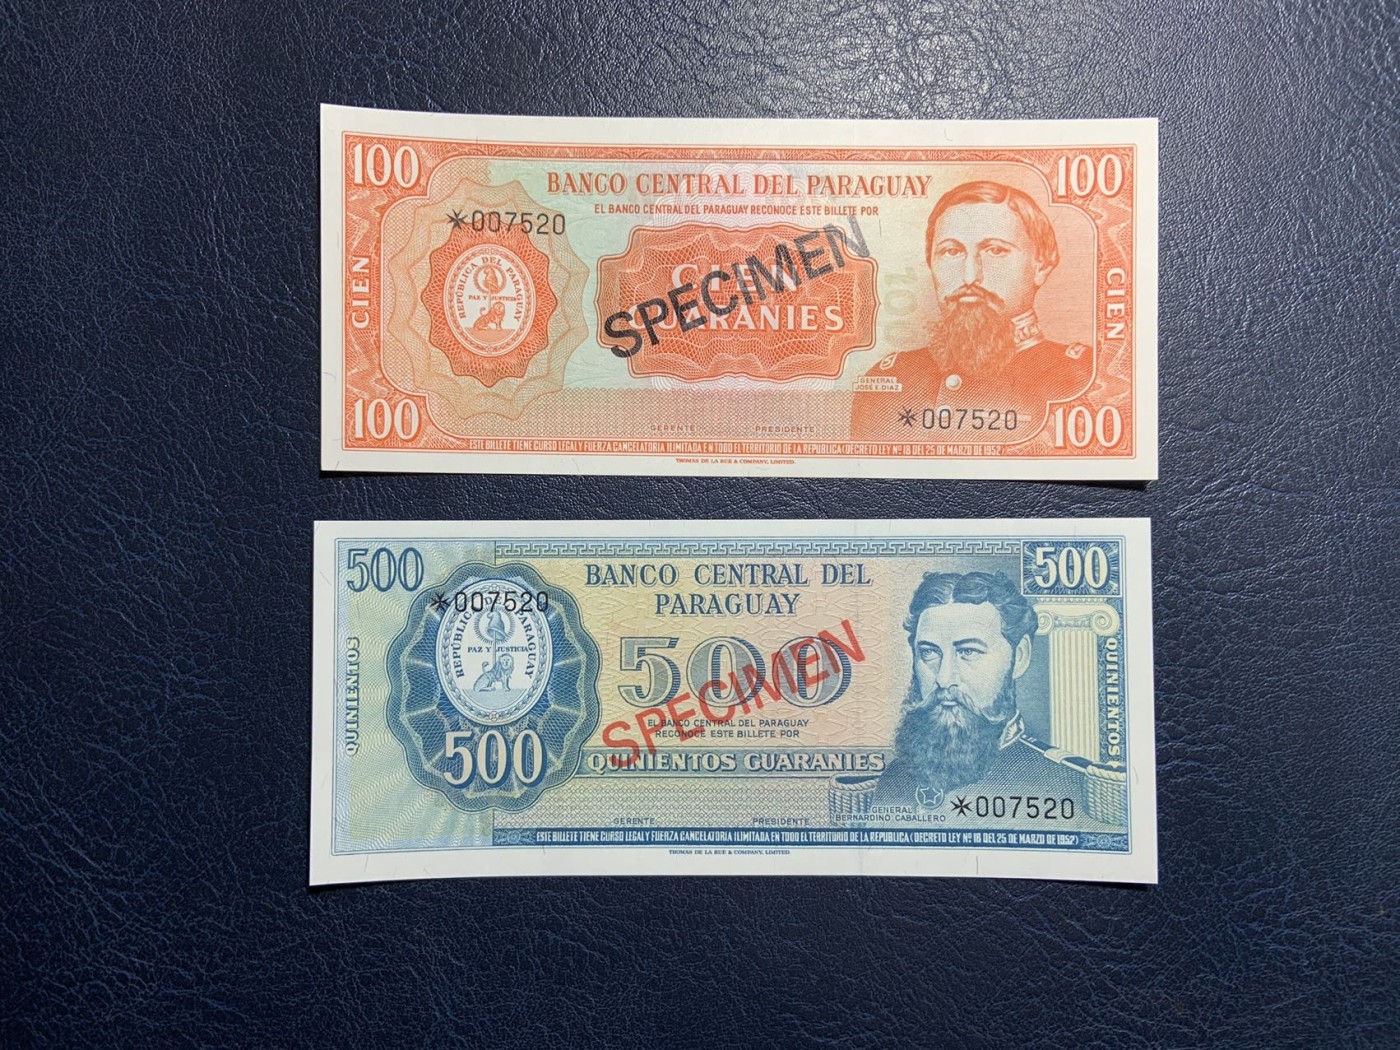 100
100
BANCO CENTRAL DEL PARAGUAY
EL BANCO CENTRAL DEL PARAGUAY RECONOCE ESTE BILLETE POR
*007520
CIEN
REPÚBLICA DEL PARAGUAY
PAZ Y JUSTICIA
CIEN
GUARANIES
SPECIMEN
100
CIEN
GENERAL
JOSE E. DIAZ
*007520
100
100
GERENTE
PRESIDENTE
ESTE BILLETE TIENE CURSO LEGAL Y FUERZA CANCELATORIA ILIMITADA EN TODO EL TERRITORIO DE LA REPUBLICA (DECRETO LEY Nº 18 DEL 25 DE MARZO DE 1952)
THOMAS DE LA RUE & COMPANY, LIMITED.
500
500
BANCO CENTRAL DEL
PARAGUAY
*007520
REPÚBLICA DEL PARAGUAY
PAZ Y JUSTICIA
QUINIENTOS
500
SPECIMEN
QUINIENTOS
EL BANCO CENTRAL DEL PARAGUAY
RECONOCE ESTE BILLETE POR
500
QUINIENTOS GUARANIES
GENERAL
BERNARDINO CABALLERO
*007520
GERENTE
PRESIDENTE
ESTE BILLETE TIENE CURSO LEGAL Y FUERZA CANCELATORIA ILIMITADA EN TODO EL TERRITORIO DE LA REPUBLICA (DECRETO LEY Nº 18 DEL 25 DE MARZO DE 1952)
THOMAS DE LA RUE & COMPANY, LIMITED.